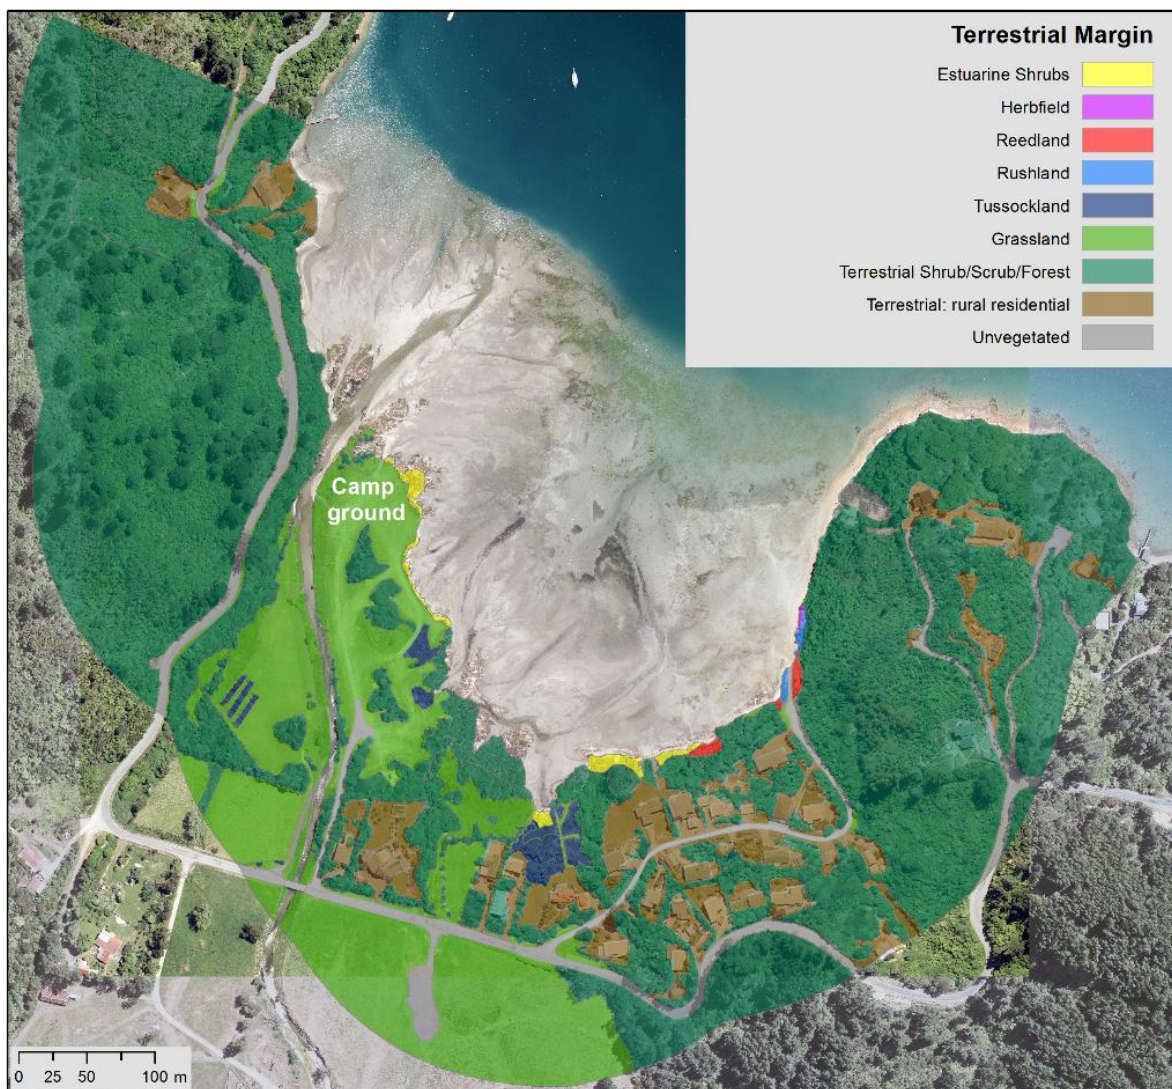 Terrestrial Margin
Estuarine Shrubs
Herbfield
Reedland
Rushland
Tussockland
Grassland
Terrestrial Shrub/Scrub/Forest
Terrestrial: rural residential
Unvegetated
Camp
ground
0 25 50 100 m